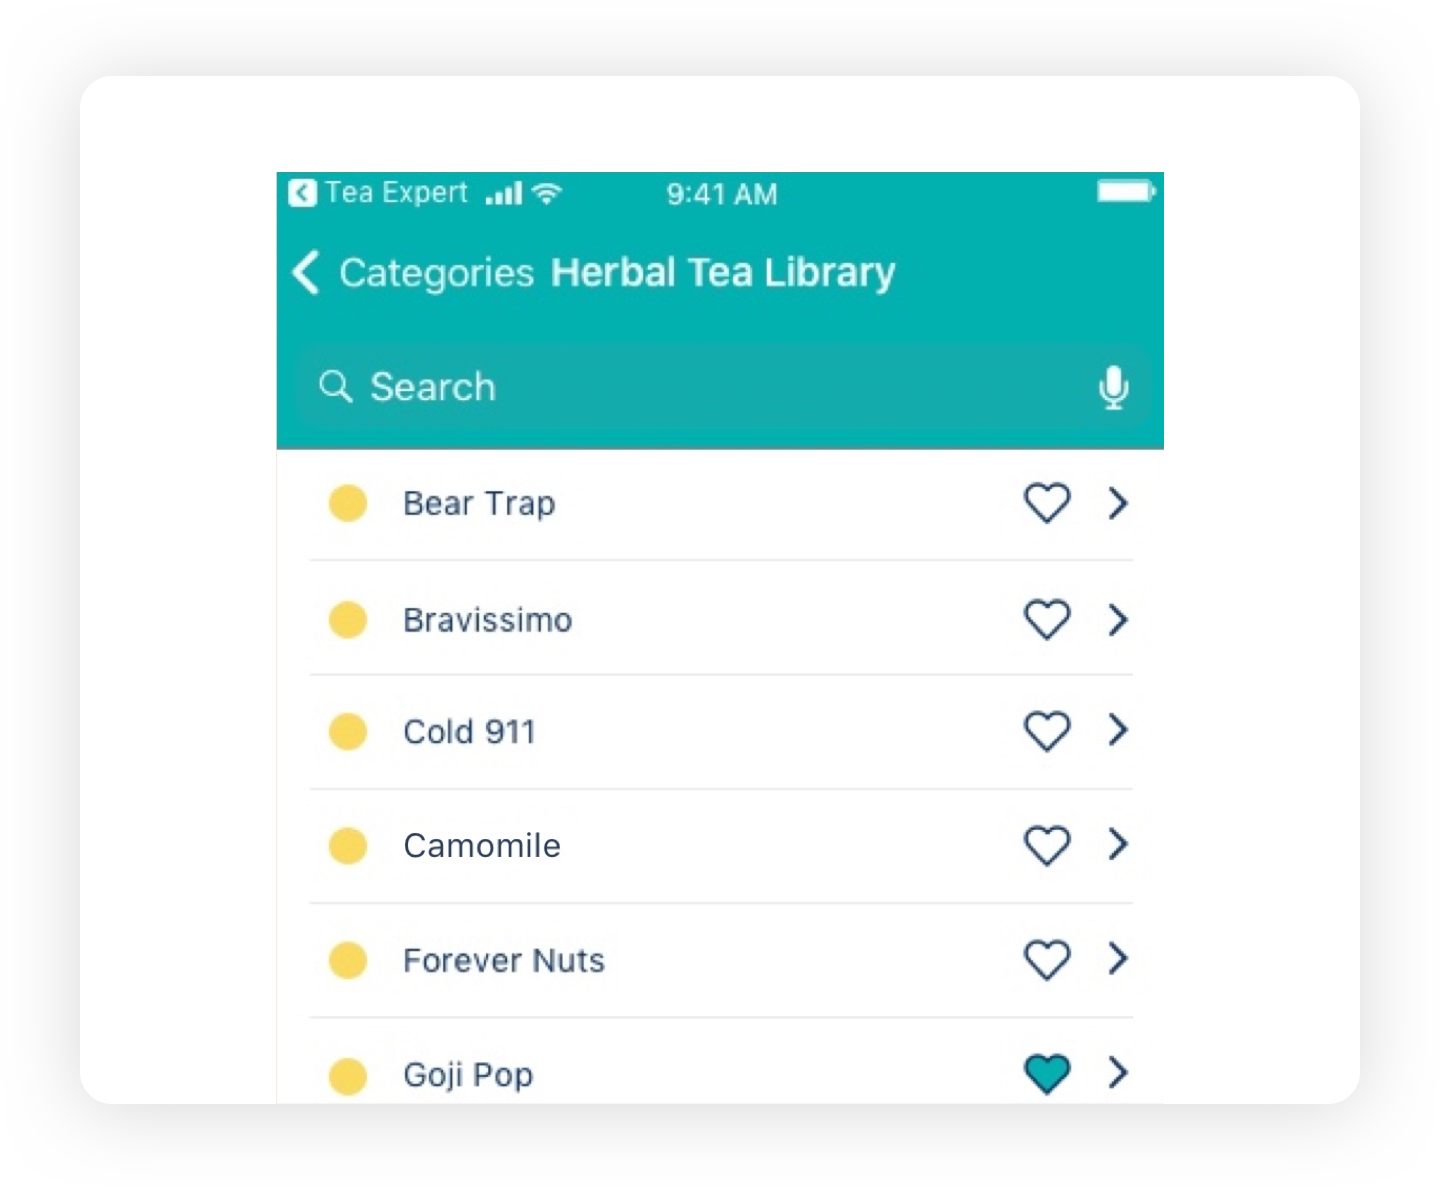 Tea Expert 9:41 AM
Categories Herbal Tea Library
Search
Bear Trap
Bravissimo
Cold 911
Camomile
Forever Nuts
Goji Pop